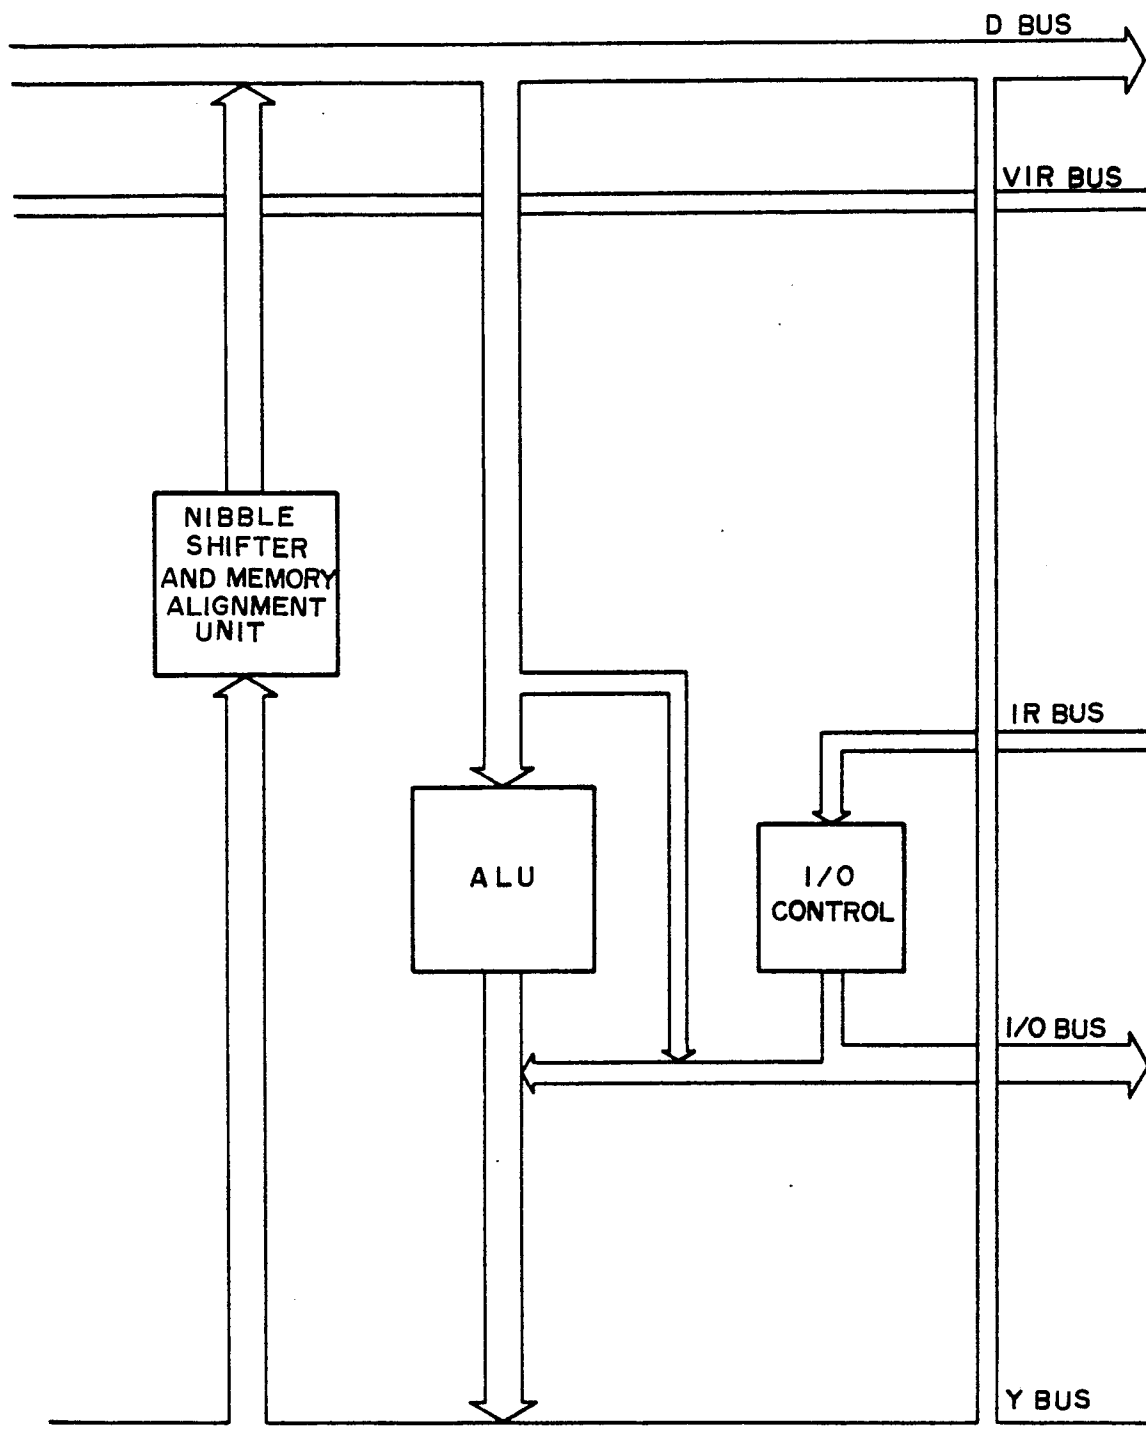 D BUS
VIR BUS
NIBBLE
SHIFTER
AND MEMORY
ALIGNMENT
UNIT
IR BUS
ALU
I/O
CONTROL
I/O BUS
Y BUS